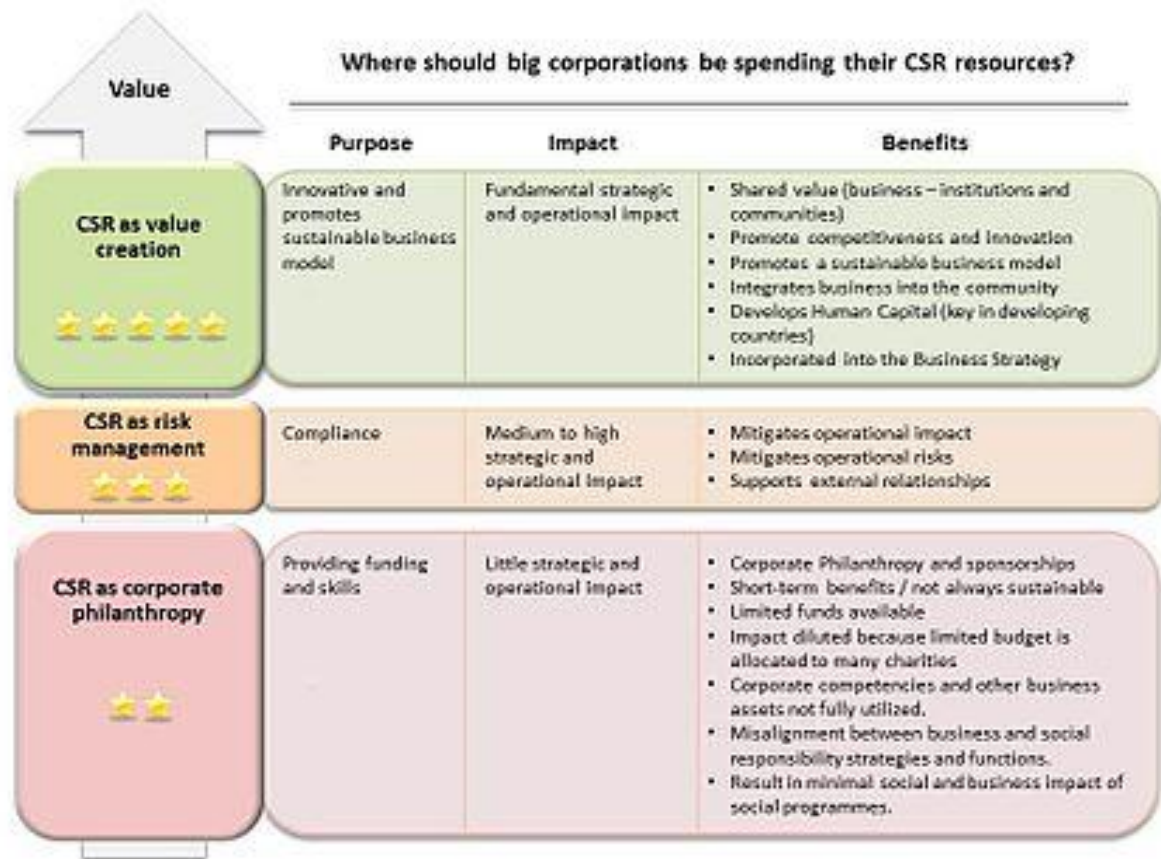 Value
Where should big corporations be spending their CSR resources?
Purpose
Impact
Benefits
CSR as value
creation
Innovative and
promotes
sustainable business
model
Fundamental strategic
and operational impact
• Shared value (business – institutions and
communities)
• Promote competitiveness and innovation
• Promotes a sustainable business model
• Integrates business into the community
• Develops Human Capital (key in developing
countries)
• Incorporated into the Business Strategy
CSR as risk
management
Compliance
Medium to high
strategic and
operational impact
• Mitigates operational impact
• Mitigates operational risks
• Supports external relationships
CSR as corporate
philanthropy
Providing funding
and skills
Little strategic and
operational impact
• Corporate Philanthropy and sponsorships
• Short-term benefits / not always sustainable
• Limited funds available
• Impact diluted because limited budget is
allocated to many charities
• Corporate competencies and other business
assets not fully utilized.
• Misalignment between business and social
responsibility strategies and functions.
• Result in minimal social and business impact of
social programmes.